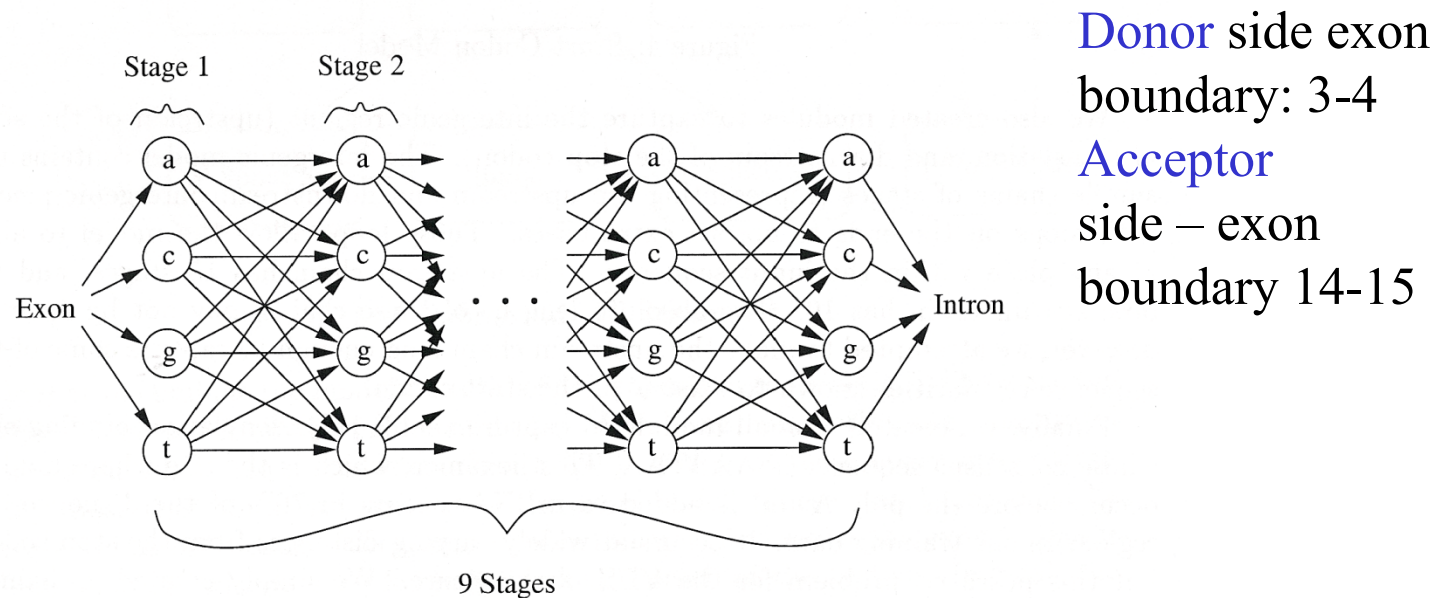 Donor side exon
boundary: 3-4
Acceptor
side – exon
boundary 14-15
Stage 1 Stage 2
a a a a
c c c c
Exon . . . Intron
g g g g
t t t t
9 Stages